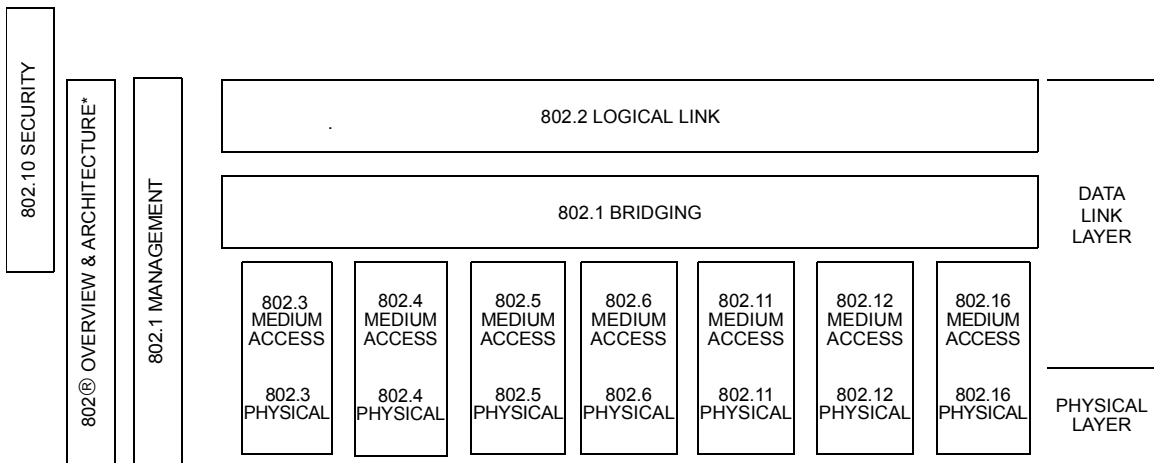 802.10 SECURITY
802® OVERVIEW & ARCHITECTURE*
802.1 MANAGEMENT
802.2 LOGICAL LINK
.
802.1 BRIDGING
DATA
LINK
LAYER
802.3
MEDIUM
ACCESS
802.3
PHYSICAL
802.4
MEDIUM
ACCESS
802.4
PHYSICAL
802.5
MEDIUM
ACCESS
802.5
PHYSICAL
802.6
MEDIUM
ACCESS
802.6
PHYSICAL
802.11
MEDIUM
ACCESS
802.11
PHYSICAL
802.12
MEDIUM
ACCESS
802.12
PHYSICAL
802.16
MEDIUM
ACCESS
802.16
PHYSICAL
PHYSICAL
LAYER